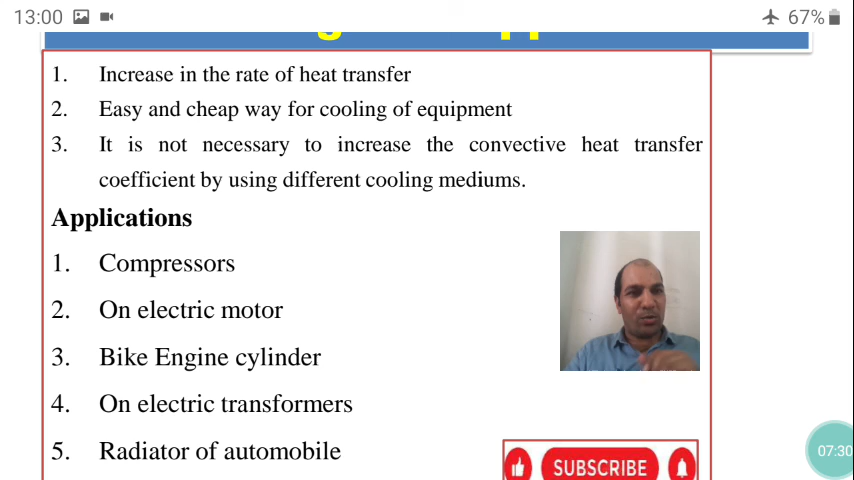 13:00 67%
1. Increase in the rate of heat transfer
2. Easy and cheap way for cooling of equipment
3. It is not necessary to increase the convective heat transfer
coefficient by using different cooling mediums.
Applications
1. Compressors
2. On electric motor
3. Bike Engine cylinder
4. On electric transformers
5. Radiator of automobile
07:30
SUBSCRIBE